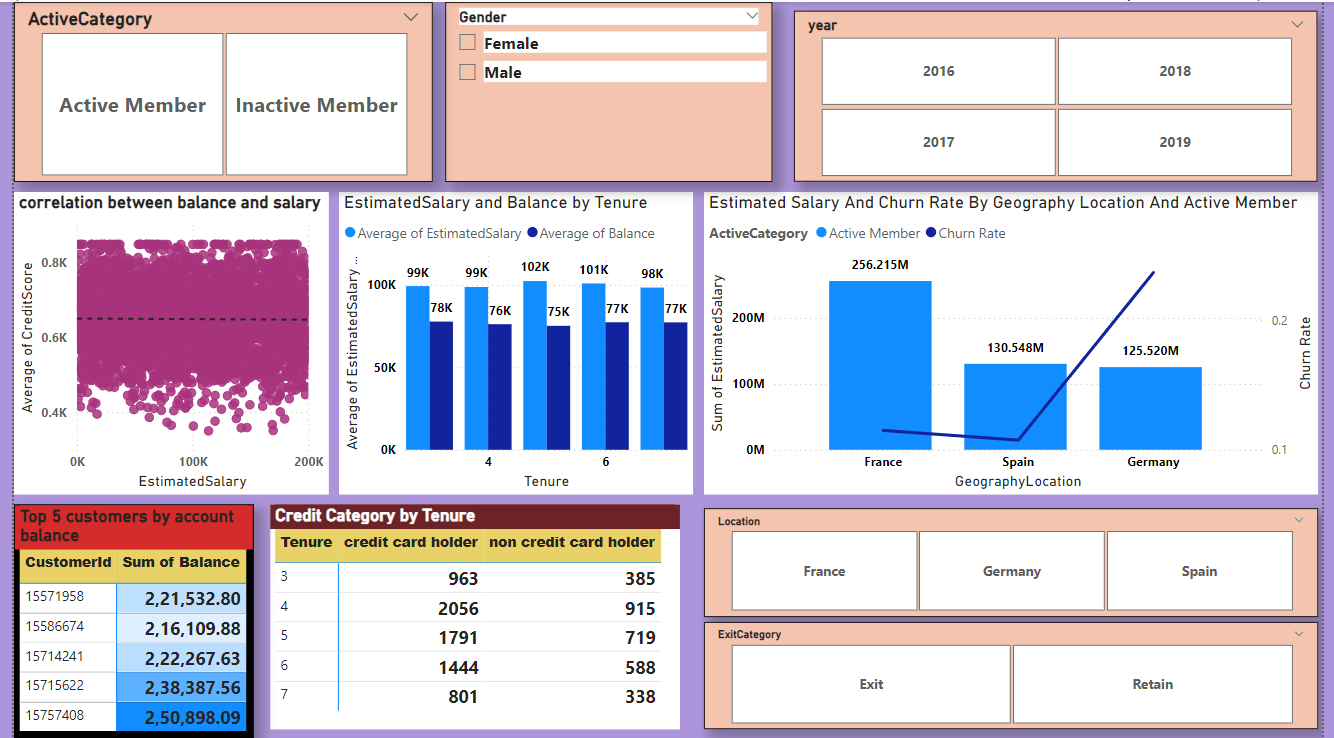 ActiveCategory
Active Member
Inactive Member
Gender
Female
Male
year
2016
2018
2017
2019
correlation between balance and salary
Average of CreditScore
0.8K
0.6K
0.4K
0K
100K
200K
EstimatedSalary
EstimatedSalary and Balance by Tenure
Average of EstimatedSalary
Average of Balance
Average of EstimatedSalary ...
100K
50K
0K
99K
78K
99K
76K
102K
75K
101K
77K
98K
77K
4
6
Tenure
Estimated Salary And Churn Rate By Geography Location And Active Member
ActiveCategory
Active Member
Churn Rate
Sum of EstimatedSalary
200M
100M
0M
256.215M
130.548M
125.520M
France
Spain
Germany
GeographyLocation
0.2
0.1
Churn Rate
Top 5 customers by account
balance
CustomerId Sum of Balance
15571958 2,21,532.80
15586674 2,16,109.88
15714241 2,22,267.63
15715622 2,38,387.56
15757408 2,50,898.09
Credit Category by Tenure
Tenure credit card holder non credit card holder
3 963 385
4 2056 915
5 1791 719
6 1444 588
7 801 338
Location
France
Germany
Spain
ExitCategory
Exit
Retain